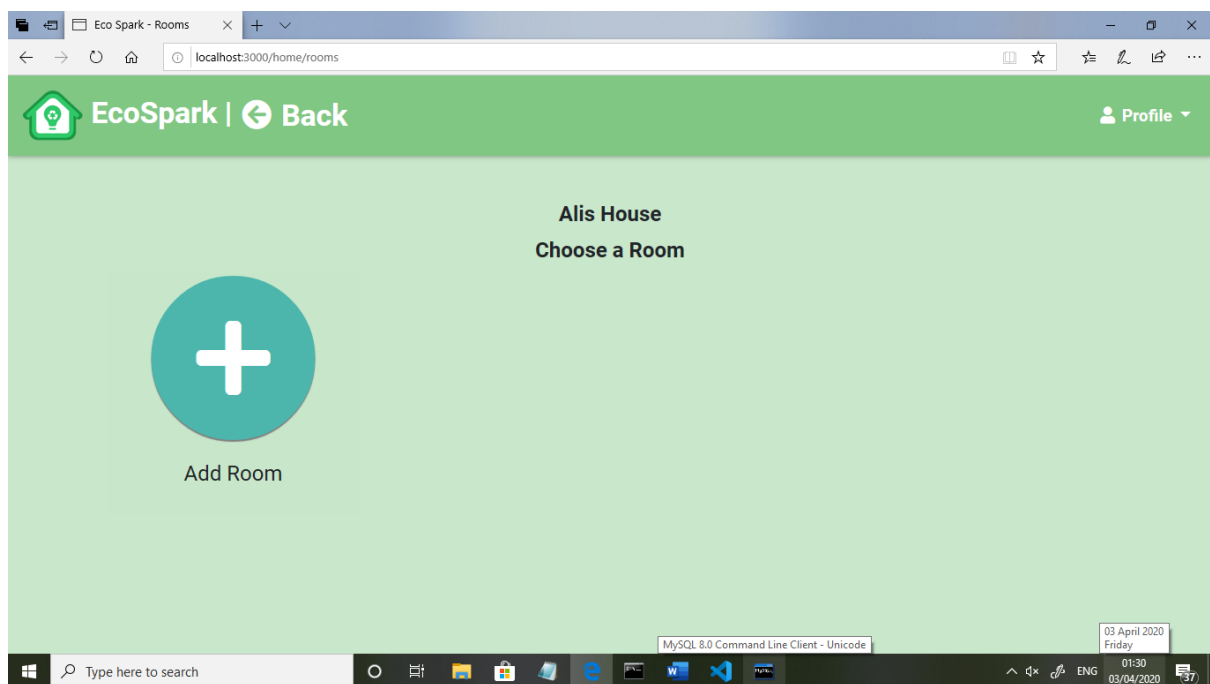 Eco Spark - Rooms
localhost:3000/home/rooms
EcoSpark | Back
Profile
Alis House
Choose a Room
Add Room
MySQL 8.0 Command Line Client - Unicode
03 April 2020
Friday
Type here to search
ENG
01:30
03/04/2020
37